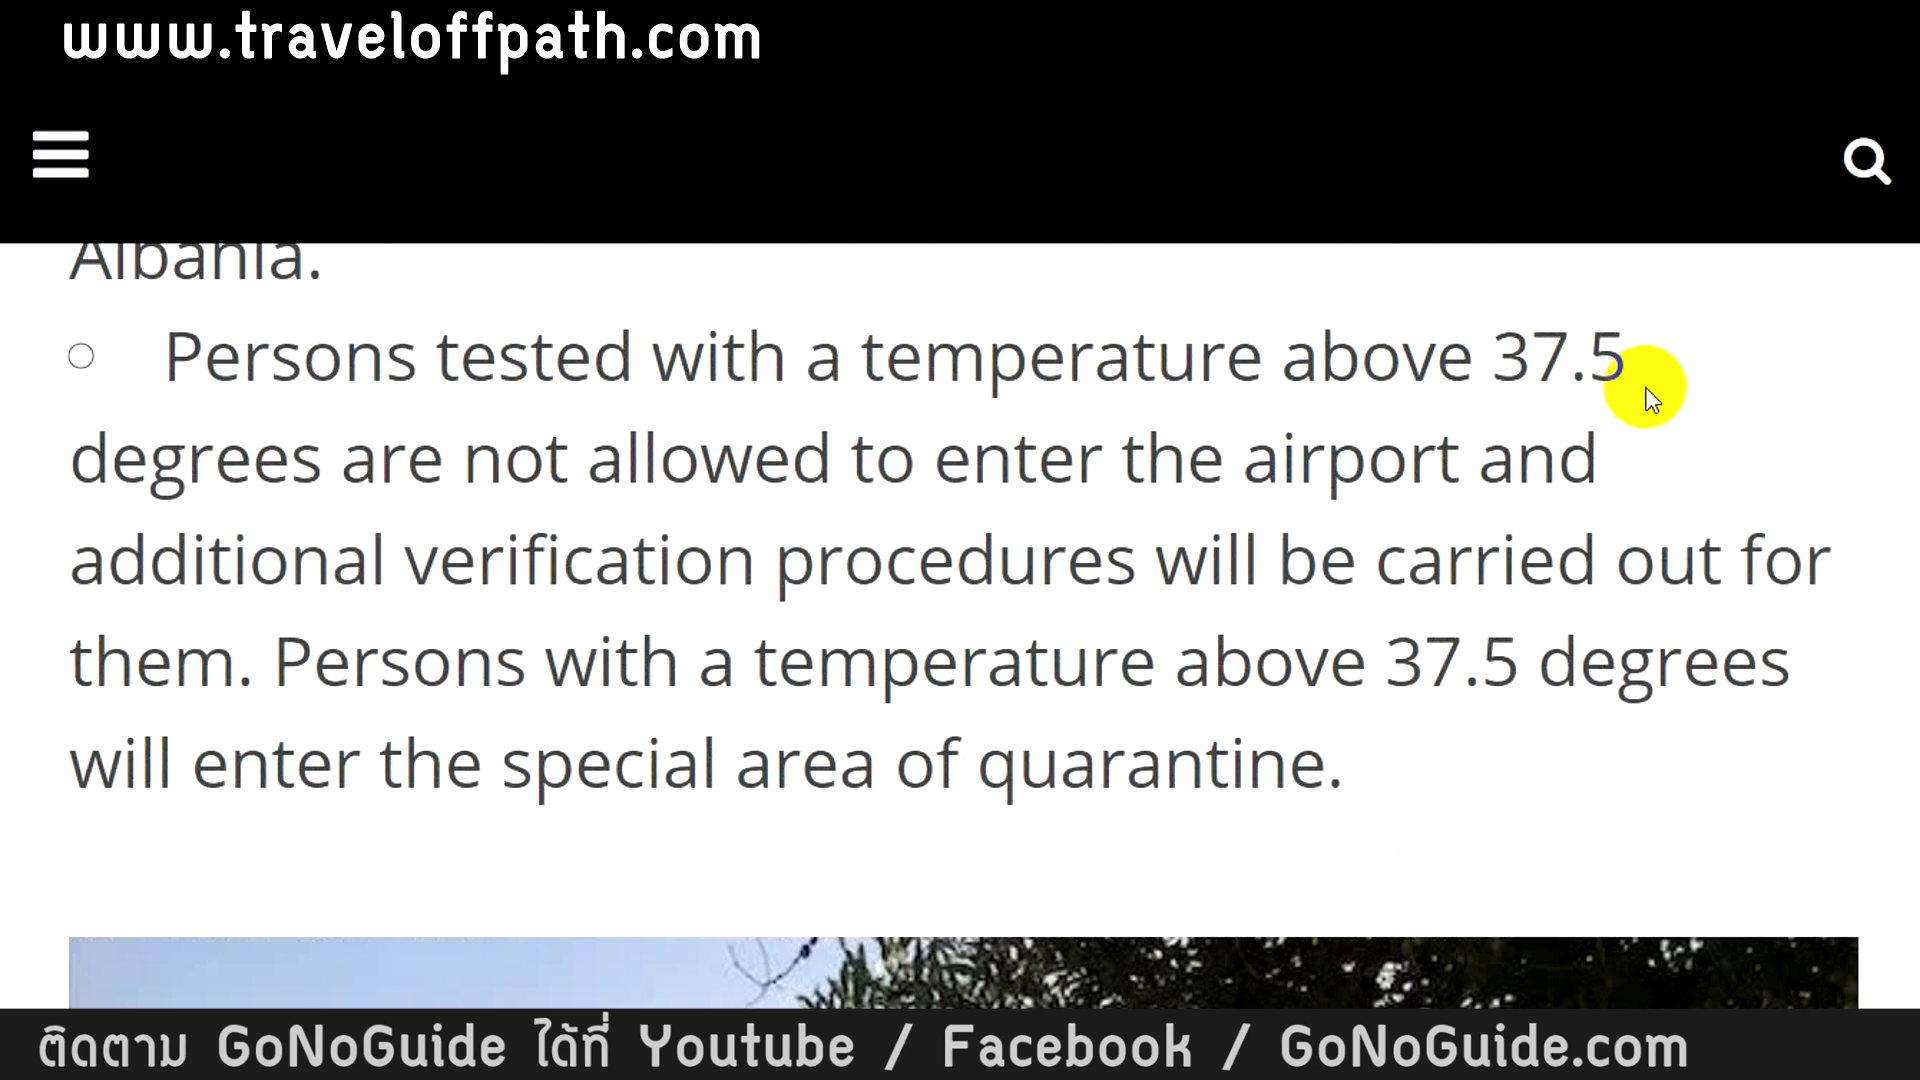 www.traveloffpath.com
Albania.
Persons tested with a temperature above 37.5
degrees are not allowed to enter the airport and
additional verification procedures will be carried out for
them. Persons with a temperature above 37.5 degrees
will enter the special area of quarantine.
ติดตาม GoNoGuide ได้ที่ Youtube / Facebook / GoNoGuide.com